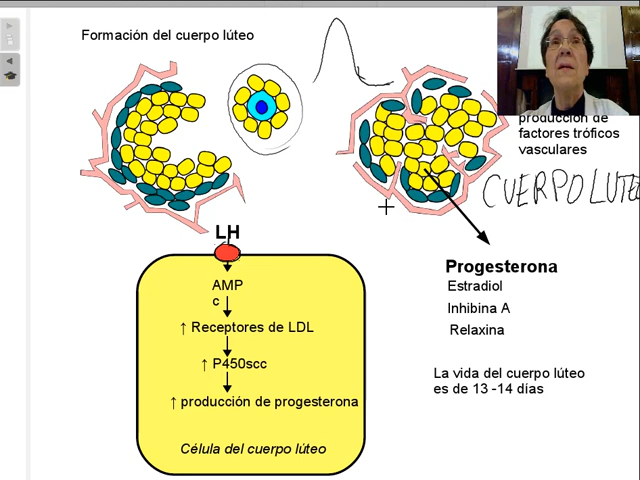 Formación del cuerpo lúteo
producción de
factores tróficos
vasculares
CUERPO LUTEO
LH
AMP
c
↑ Receptores de LDL
↑ P450scc
↑ producción de progesterona
Célula del cuerpo lúteo
Progesterona
Estradiol
Inhibina A
Relaxina
La vida del cuerpo lúteo
es de 13 -14 días